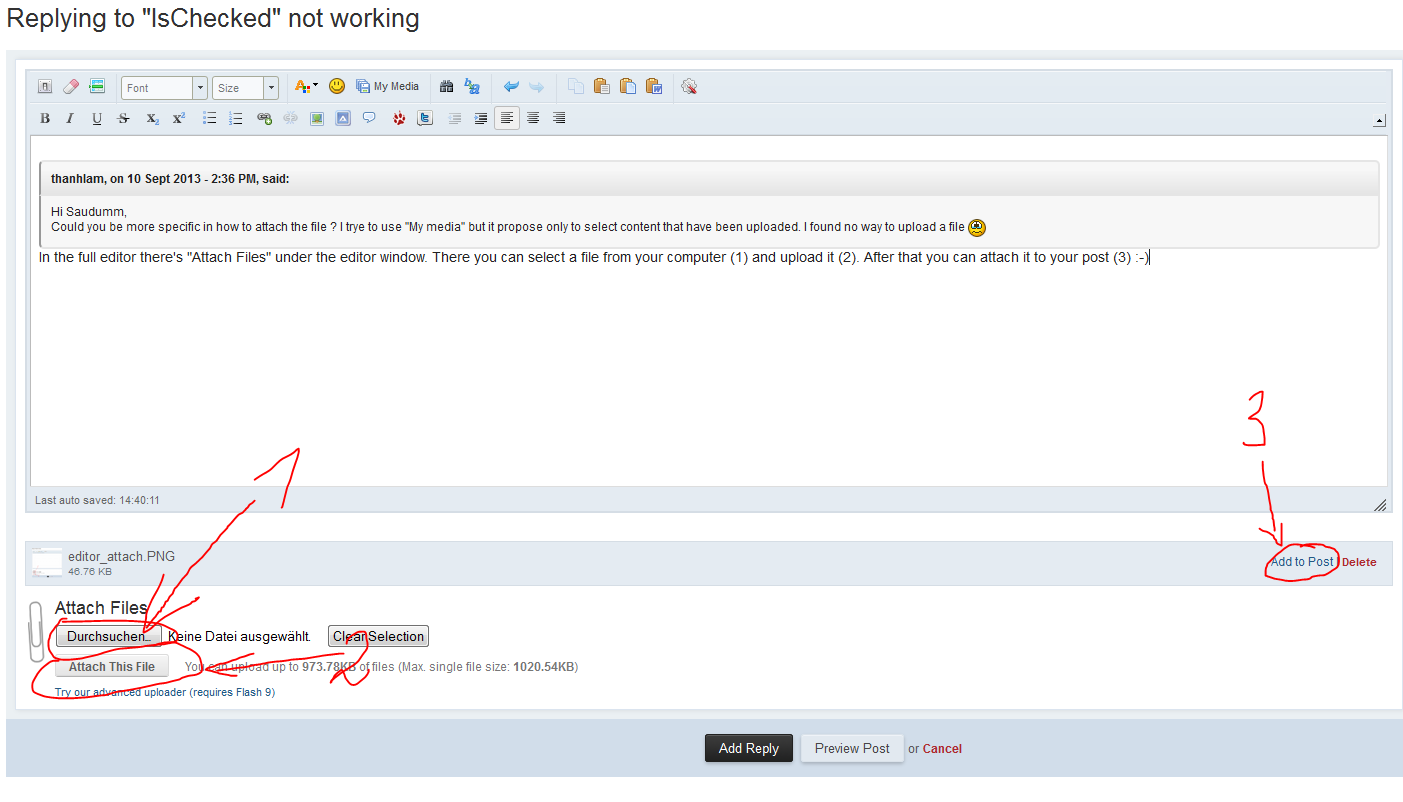 Replying to "IsChecked" not working
Font
Size
My Media
B I U S X2 X2
thanhlam, on 10 Sept 2013 - 2:36 PM, said:
Hi Saudumm,
Could you be more specific in how to attach the file ? I trye to use "My media" but it propose only to select content that have been uploaded. I found no way to upload a file
In the full editor there's "Attach Files" under the editor window. There you can select a file from your computer (1) and upload it (2). After that you can attach it to your post (3) :-)
3
1
Last auto saved: 14:40:11
editor_attach.PNG
46.76 KB
Add to Post | Delete
Attach Files
Durchsuchen... Keine Datei ausgewählt. Clear Selection
2
Attach This File You can upload up to 973.78KB of files (Max. single file size: 1020.54KB)
Try our advanced uploader (requires Flash 9)
Add Reply Preview Post or Cancel